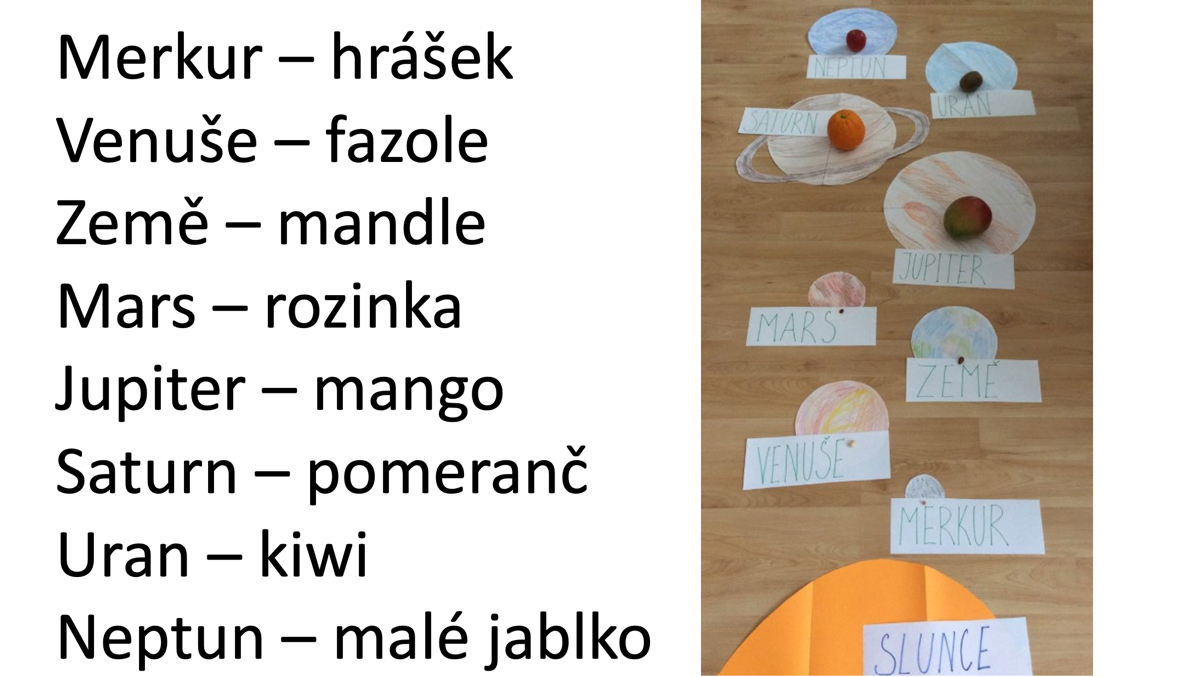 Merkur – hrášek
Venuše – fazole
Země – mandle
Mars – rozinka
Jupiter – mango
Saturn – pomeranč
Uran – kiwi
Neptun – malé jablko
NEPTUN
URAN
SATURN
JUPITER
MARS
ZEMĚ
VENUŠE
MERKUR
SLUNCE